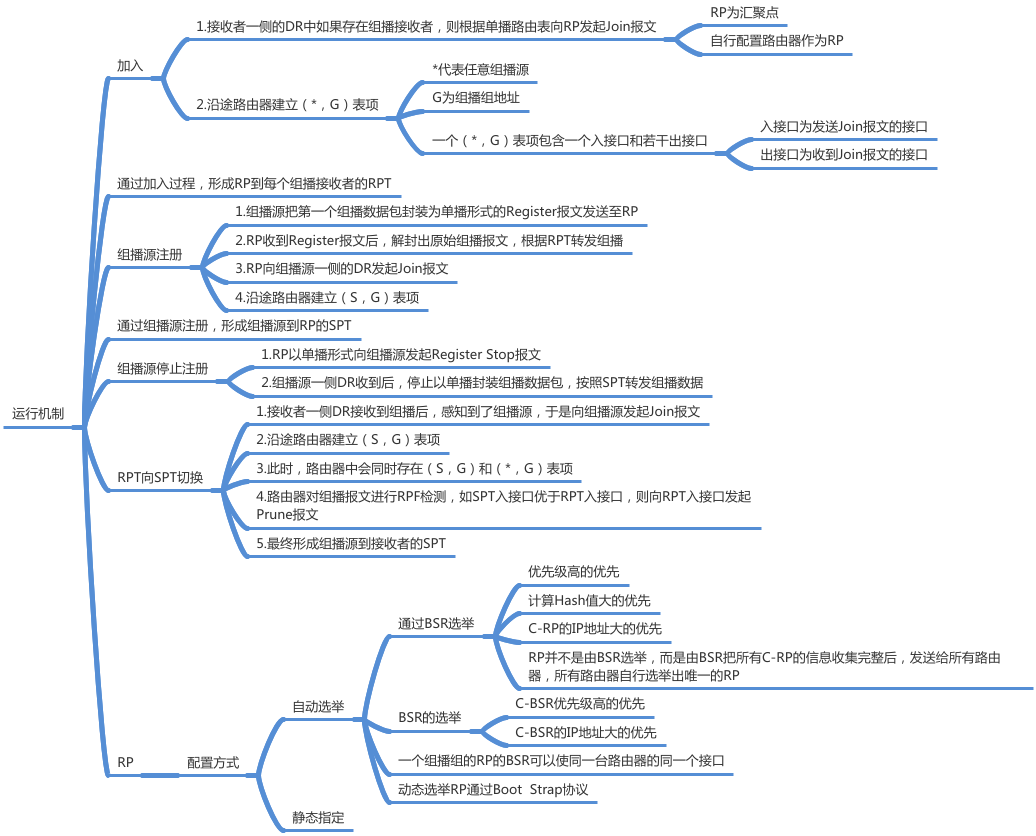 运行机制
加入
1.接收者一侧的DR中如果存在组播接收者，则根据单播路由表向RP发起Join报文
RP为汇聚点
自行配置路由器作为RP
2.沿途路由器建立（*，G）表项
*代表任意组播源
G为组播组地址
一个（*，G）表项包含一个入接口和若干出接口
入接口为发送Join报文的接口
出接口为收到Join报文的接口
通过加入过程，形成RP到每个组播接收者的RPT
组播源注册
1.组播源把第一个组播数据包封装为单播形式的Register报文发送至RP
2.RP收到Register报文后，解封出原始组播报文，根据RPT转发组播
3.RP向组播源一侧的DR发起Join报文
4.沿途路由器建立（S，G）表项
通过组播源注册，形成组播源到RP的SPT
组播源停止注册
1.RP以单播形式向组播源发起Register Stop报文
2.组播源一侧DR收到后，停止以单播封装组播数据包，按照SPT转发组播数据
RPT向SPT切换
1.接收者一侧DR接收到组播后，感知到了组播源，于是向组播源发起Join报文
2.沿途路由器建立（S，G）表项
3.此时，路由器中会同时存在（S，G）和（*，G）表项
4.路由器对组播报文进行RPF检测，如SPT入接口优于RPT入接口，则向RPT入接口发起
Prune报文
5.最终形成组播源到接收者的SPT
RP
配置方式
自动选举
通过BSR选举
优先级高的优先
计算Hash值大的优先
C-RP的IP地址大的优先
RP并不是由BSR选举，而是由BSR把所有C-RP的信息收集完整后，发送给所有路由
器，所有路由器自行选举出唯一的RP
BSR的选举
C-BSR优先级高的优先
C-BSR的IP地址大的优先
一个组播组的RP的BSR可以使同一台路由器的同一个接口
动态选举RP通过Boot  Strap协议
静态指定